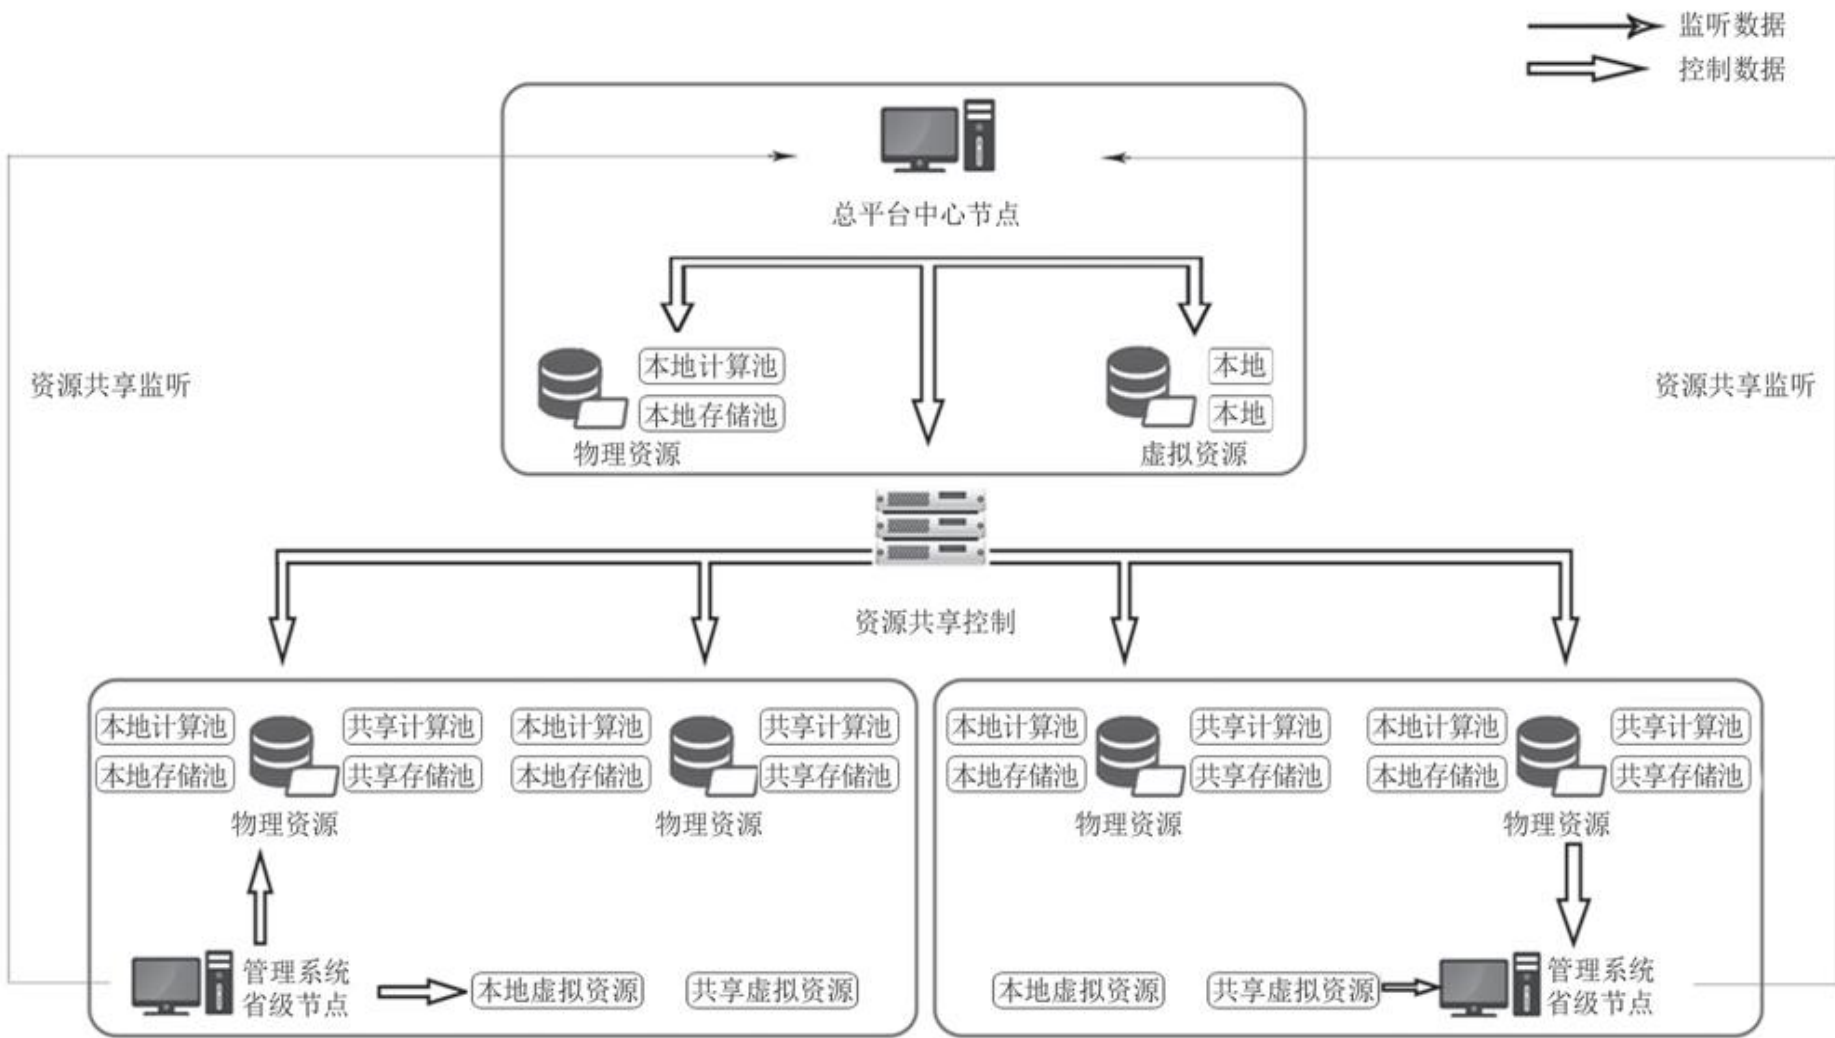 监听数据
控制数据
总平台中心节点
资源共享监听
本地计算池
本地存储池
物理资源
本地
本地
虚拟资源
资源共享监听
资源共享控制
本地计算池
本地存储池
共享计算池
共享存储池
物理资源
本地计算池
本地存储池
共享计算池
共享存储池
物理资源
管理系统
省级节点
本地虚拟资源
共享虚拟资源
本地计算池
本地存储池
共享计算池
共享存储池
物理资源
本地计算池
本地存储池
共享计算池
共享存储池
物理资源
本地虚拟资源
共享虚拟资源
管理系统
省级节点